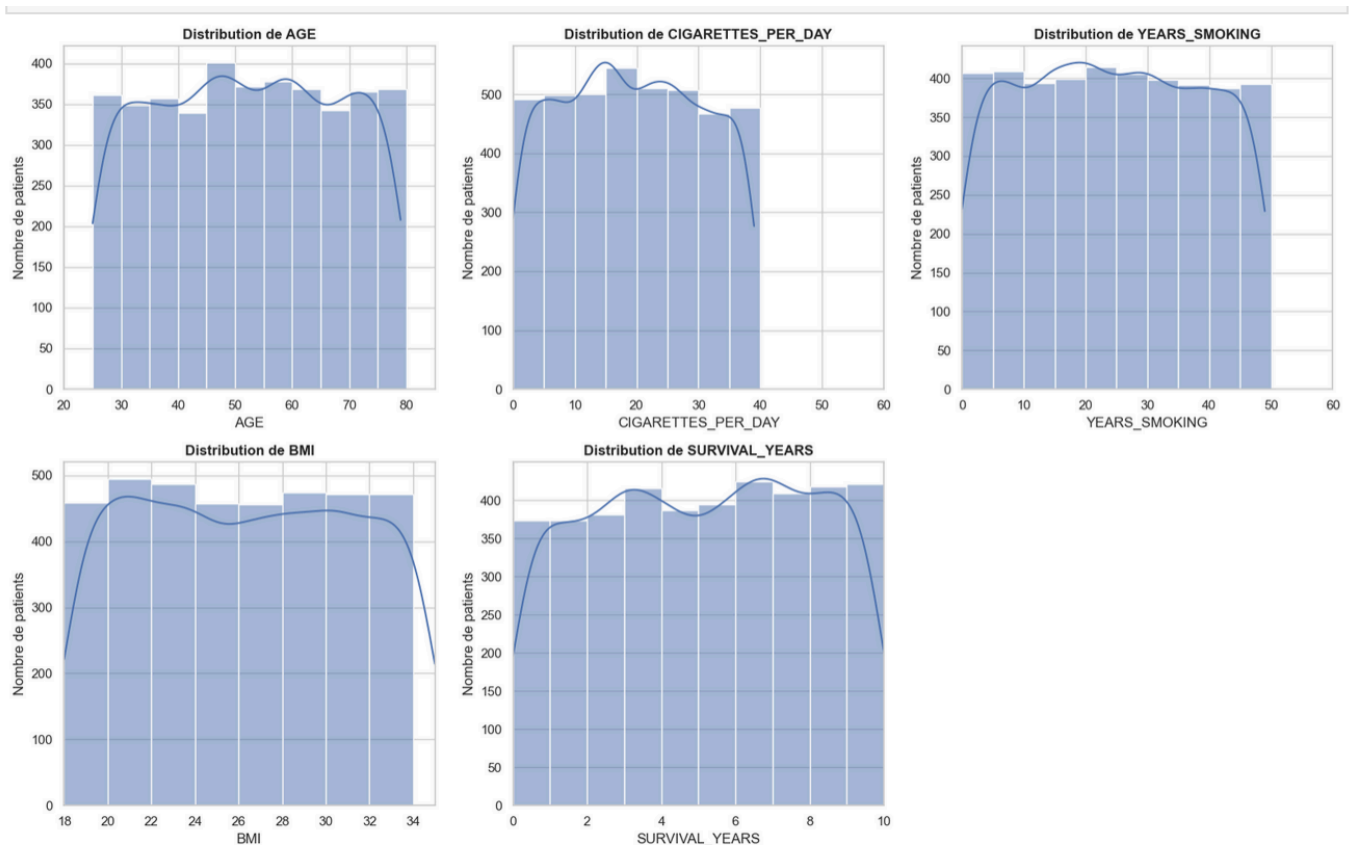 Distribution de AGE
Nombre de patients
400
350
300
250
200
150
100
50
0
20 30 40 50 60 70 80
AGE
Distribution de CIGARETTES_PER_DAY
Nombre de patients
500
400
300
200
100
0
0 10 20 30 40 50 60
CIGARETTES_PER_DAY
Distribution de YEARS_SMOKING
Nombre de patients
400
350
300
250
200
150
100
50
0
0 10 20 30 40 50 60
YEARS_SMOKING
Distribution de BMI
Nombre de patients
500
400
300
200
100
0
18 20 22 24 26 28 30 32 34
BMI
Distribution de SURVIVAL_YEARS
Nombre de patients
400
350
300
250
200
150
100
50
0
0 2 4 6 8 10
SURVIVAL_YEARS